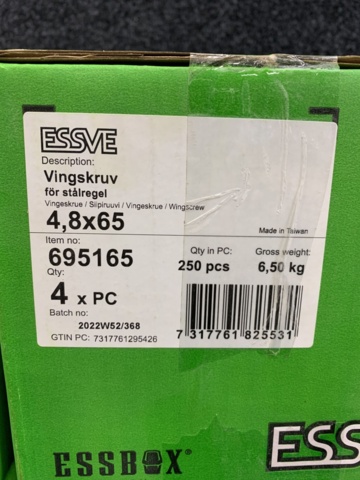 ESSVE
Description:
Vingskruv
för stålregel
Vingeskrue / Siipiruuvi / Vingeskrue / Wingscrew
4,8x65
Made in Taiwan
Item no:
695165
Qty in PC:
250 pcs
Gross weight:
6,50 kg
Qty:
4 x PC
Batch no:
2022W52/368
GTIN PC: 7317761295426
7 317761 825531
ESSBOX®
ESS